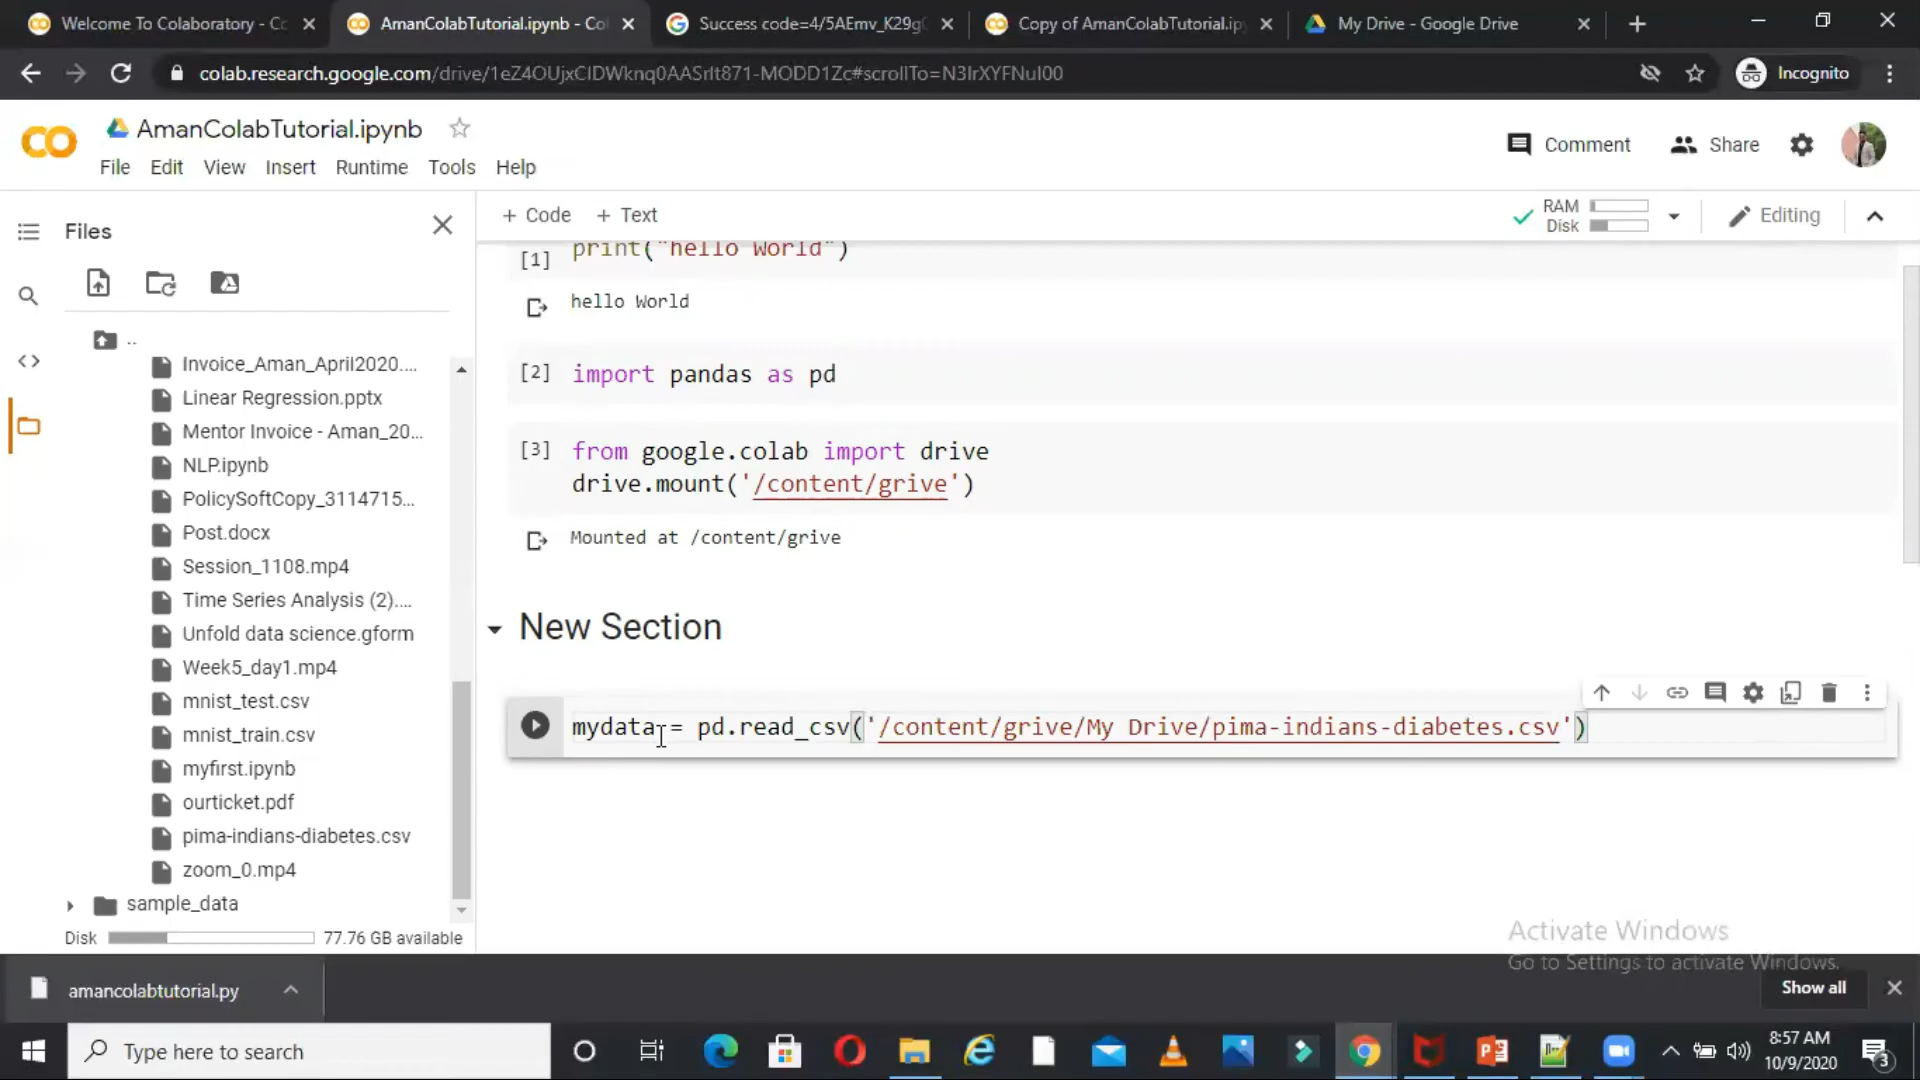 Welcome To Colaboratory - Co
AmanColabTutorial.ipynb - Col
Success code=4/5AEmv_K29g
Copy of AmanColabTutorial.ip
My Drive - Google Drive
colab.research.google.com/drive/1eZ4OUjxCIDWknq0AASrlt871-MODD1Zc#scrollTo=N3IrXYFNuI00
Incognito
CO
AmanColabTutorial.ipynb
File Edit View Insert Runtime Tools Help
Comment
Share
Files
+ Code + Text
RAM
Disk
Editing
..
Invoice_Aman_April2020....
Linear Regression.pptx
Mentor Invoice - Aman_20...
NLP.ipynb
PolicySoftCopy_3114715...
Post.docx
Session_1108.mp4
Time Series Analysis (2)....
Unfold data science.gform
Week5_day1.mp4
mnist_test.csv
mnist_train.csv
myfirst.ipynb
ourticket.pdf
pima-indians-diabetes.csv
zoom_0.mp4
sample_data
Disk 77.76 GB available
[1] print("hello World")
hello World
[2] import pandas as pd
[3] from google.colab import drive
drive.mount('/content/grive')
Mounted at /content/grive
New Section
mydata = pd.read_csv('/content/grive/My Drive/pima-indians-diabetes.csv')
Activate Windows
Go to Settings to activate Windows.
amancolabtutorial.py
Show all
Type here to search
8:57 AM
10/9/2020
3